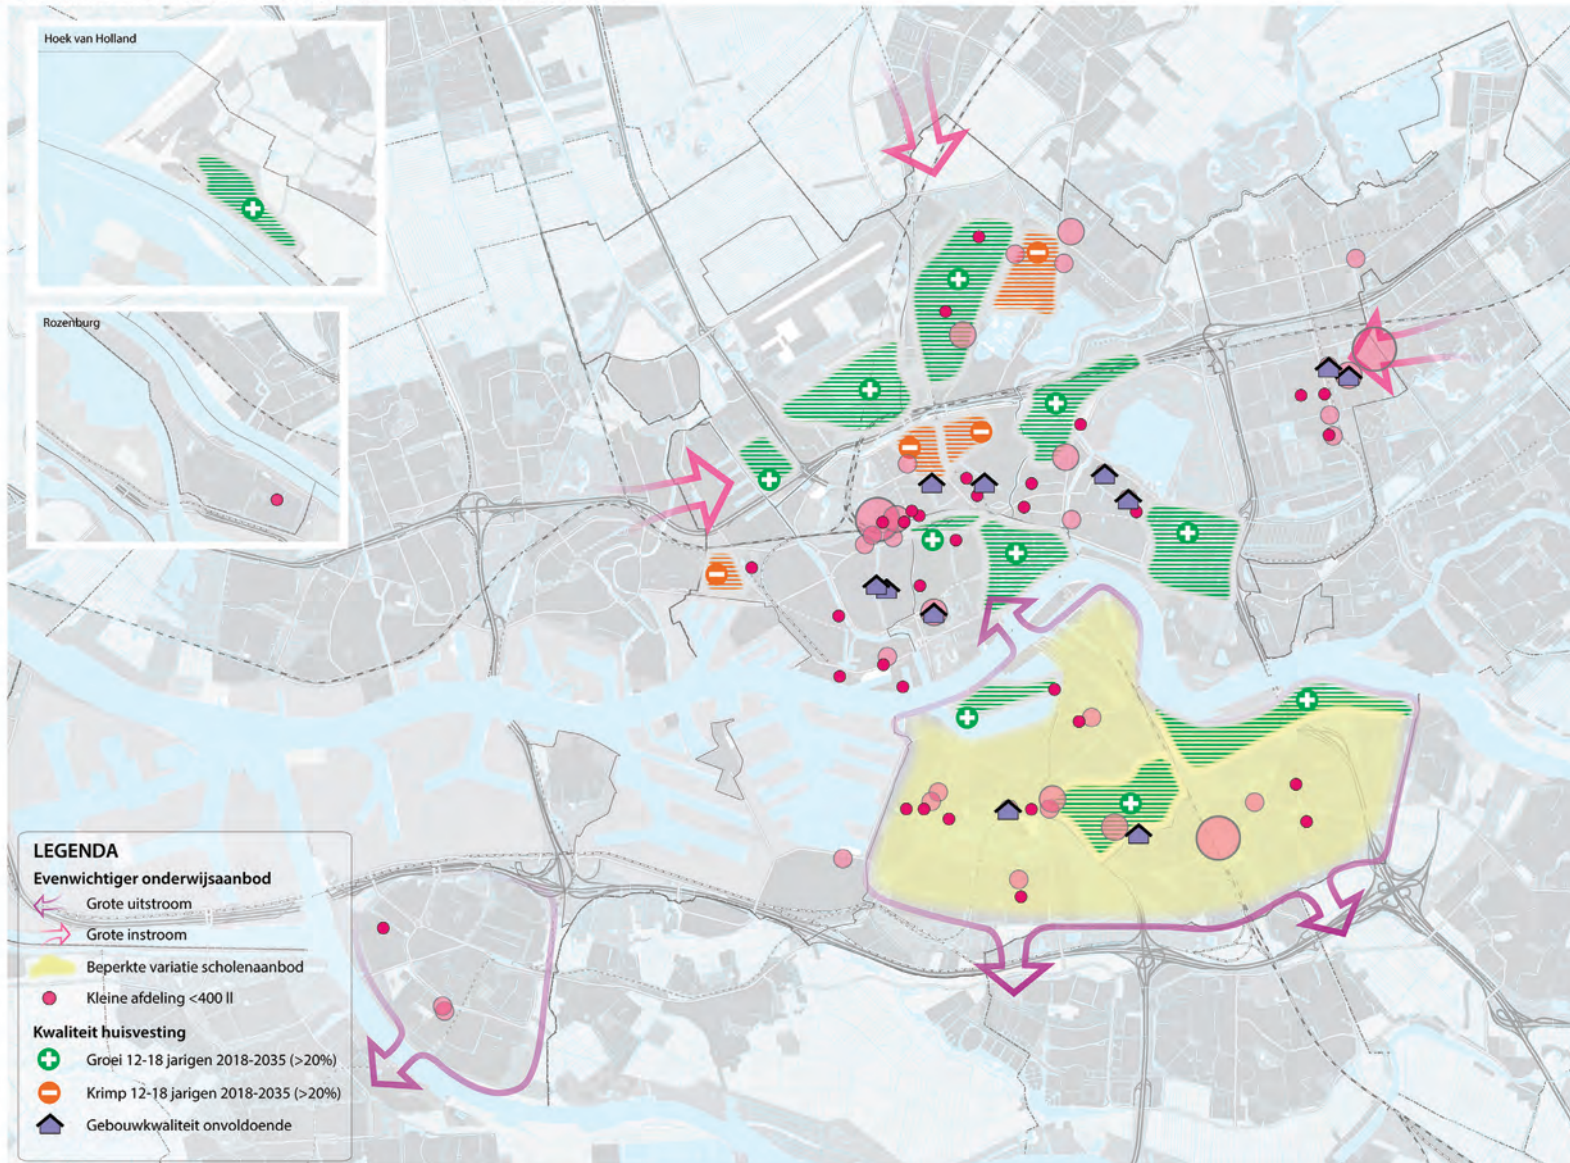 Hoek van Holland
Rozenburg
LEGENDA
Evenwichtiger onderwijsaanbod
Grote uitstroom
Grote instroom
Beperkte variatie scholenaanbod
Kleine afdeling <400 ll
Kwaliteit huisvesting
Groei 12-18 jarigen 2018-2035 (>20%)
Krimp 12-18 jarigen 2018-2035 (>20%)
Gebouwkwaliteit onvoldoende